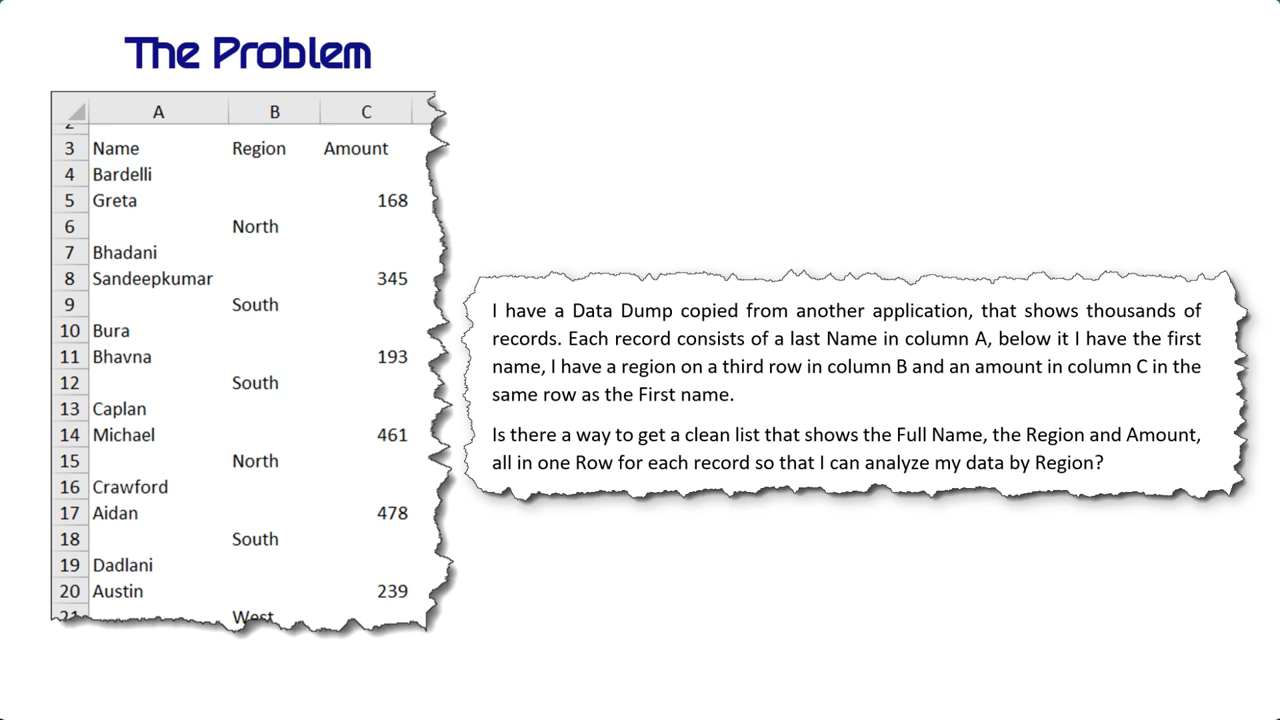 The Problem
A B C
2
3 Name Region Amount
4 Bardelli
5 Greta 168
6 North
7 Bhadani
8 Sandeepkumar 345
9 South
10 Bura
11 Bhavna 193
12 South
13 Caplan
14 Michael 461
15 North
16 Crawford
17 Aidan 478
18 South
19 Dadlani
20 Austin 239
21 West
I have a Data Dump copied from another application, that shows thousands of
records. Each record consists of a last Name in column A, below it I have the first
name, I have a region on a third row in column B and an amount in column C in the
same row as the First name.
Is there a way to get a clean list that shows the Full Name, the Region and Amount,
all in one Row for each record so that I can analyze my data by Region?